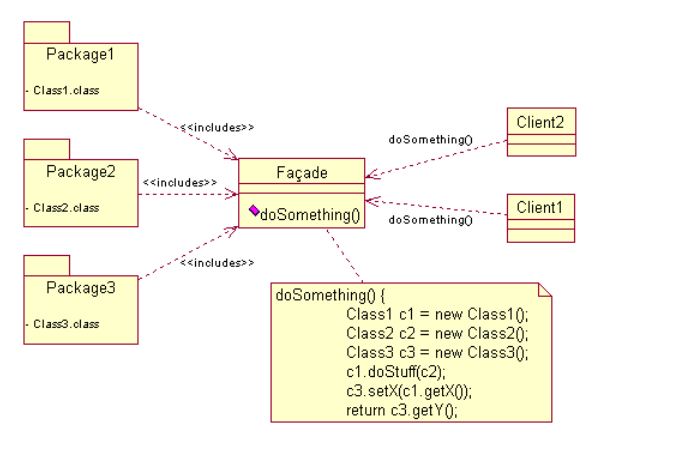 Package1
- Class1.class
<<includes>>
Package2
- Class2.class
<<includes>>
Package3
- Class3.class
<<includes>>
Façade
doSomething()
Client2
doSomething()
Client1
doSomething()
doSomething() {
Class1 c1 = new Class1();
Class2 c2 = new Class2();
Class3 c3 = new Class3();
c1.doStuff(c2);
c3.setX(c1.getX());
return c3.getY();